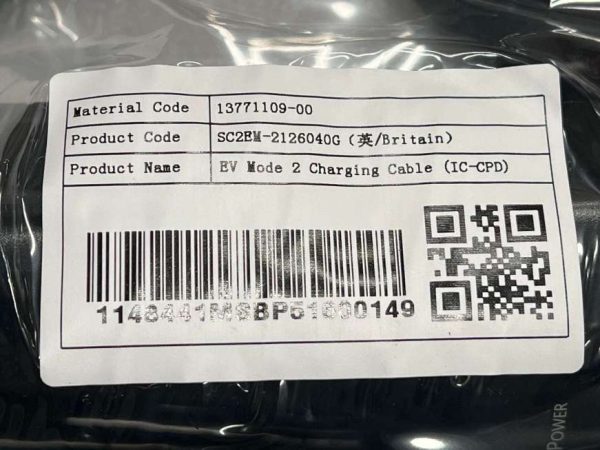 Material Code 13771109-00
Product Code SC2EM-2126040G (英/Britain)
Product Name EV Mode 2 Charging Cable (IC-CPD)
POWER